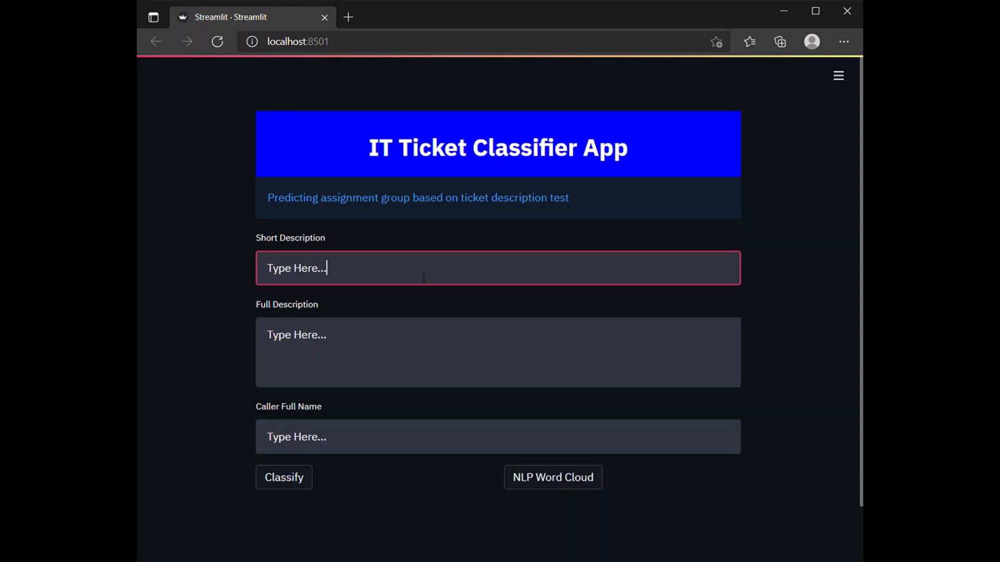 Streamlit · Streamlit
localhost:8501
IT Ticket Classifier App
Predicting assignment group based on ticket description test
Short Description
Type Here...
Full Description
Type Here...
Caller Full Name
Type Here...
Classify
NLP Word Cloud